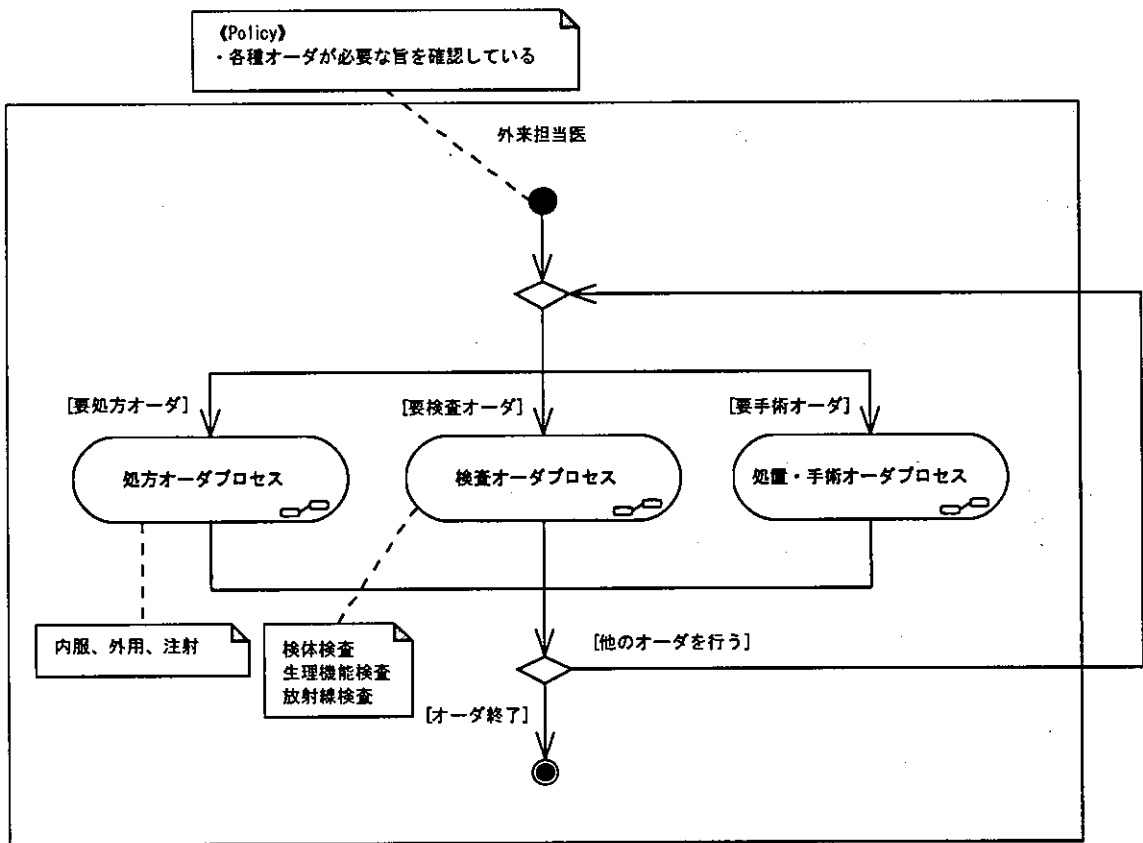 《Policy》
・各種オーダが必要な旨を確認している
外来担当医
[要処方オーダ]
[要検査オーダ]
[要手術オーダ]
処方オーダプロセス
検査オーダプロセス
処置・手術オーダプロセス
内服、外用、注射
検体検査
生理機能検査
放射線検査
[他のオーダを行う]
[オーダ終了]